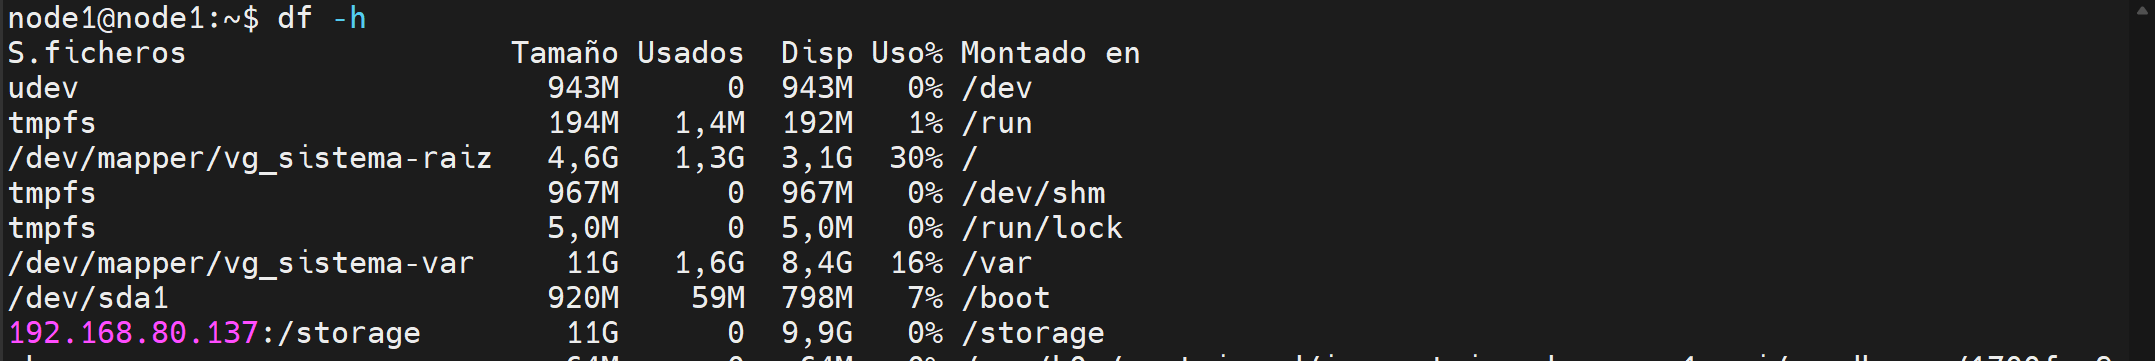 node1@node1:~$ df -h
S.ficheros Tamaño Usados Disp Uso% Montado en
udev 943M 0 943M 0% /dev
tmpfs 194M 1,4M 192M 1% /run
/dev/mapper/vg_sistema-raiz 4,6G 1,3G 3,1G 30% /
tmpfs 967M 0 967M 0% /dev/shm
tmpfs 5,0M 0 5,0M 0% /run/lock
/dev/mapper/vg_sistema-var 11G 1,6G 8,4G 16% /var
/dev/sda1 920M 59M 798M 7% /boot
192.168.80.137:/storage 11G 0 9,9G 0% /storage